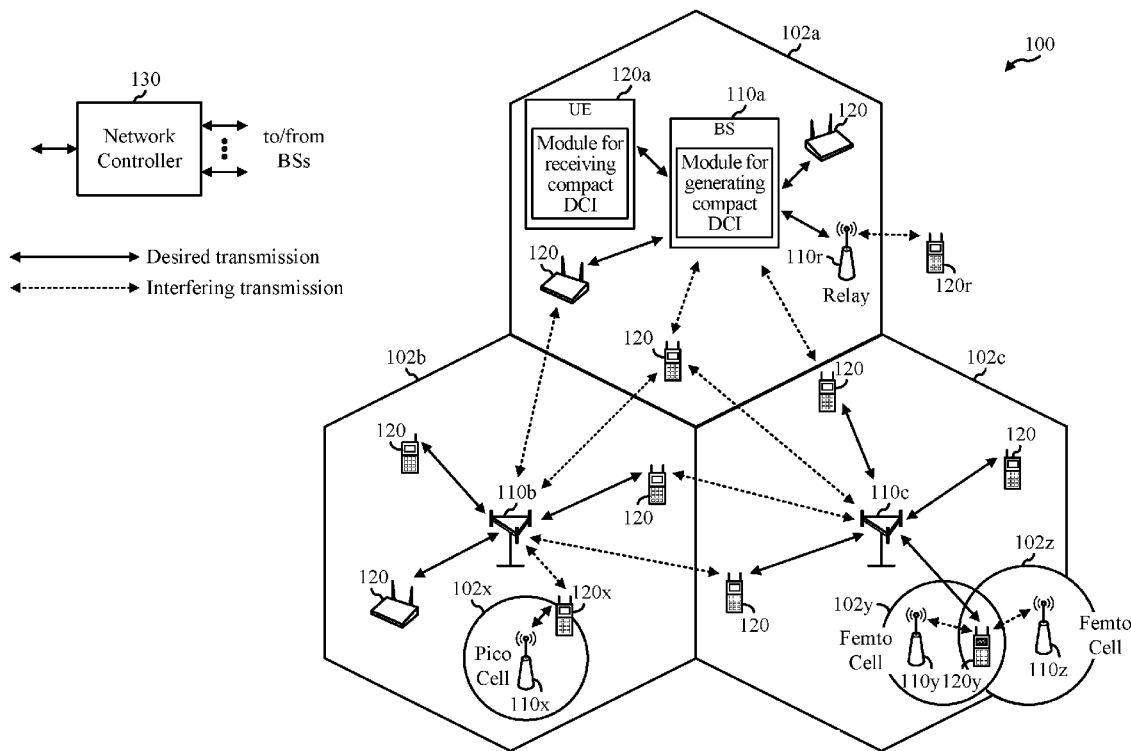 102a
100
130
120a
110a
120
UE
BS
Network
Controller
to/from
BSs
Module for
receiving
compact
DCI
Module for
generating
compact
DCI
Desired transmission
Interfering transmission
120
110r
Relay
120r
102b
120
120
102c
120
120
110b
120
110c
120
102x
120x
Pico
Cell
110x
120
102z
102y
Femto
Cell
110y
120y
110z
Femto
Cell